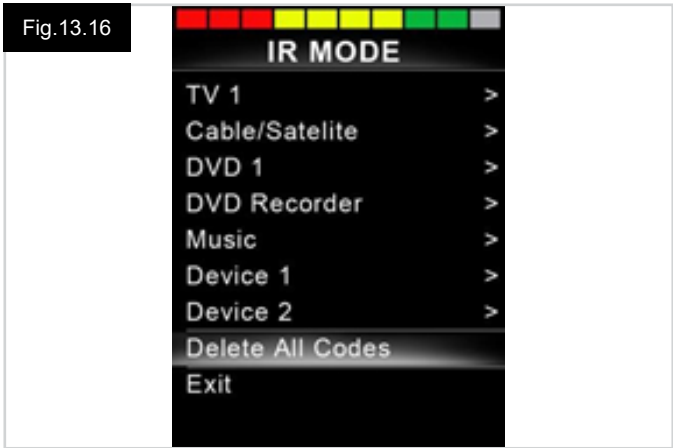 Fig.13.16
IR MODE
TV 1 >
Cable/Satelite >
DVD 1 >
DVD Recorder >
Music >
Device 1 >
Device 2 >
Delete All Codes
Exit